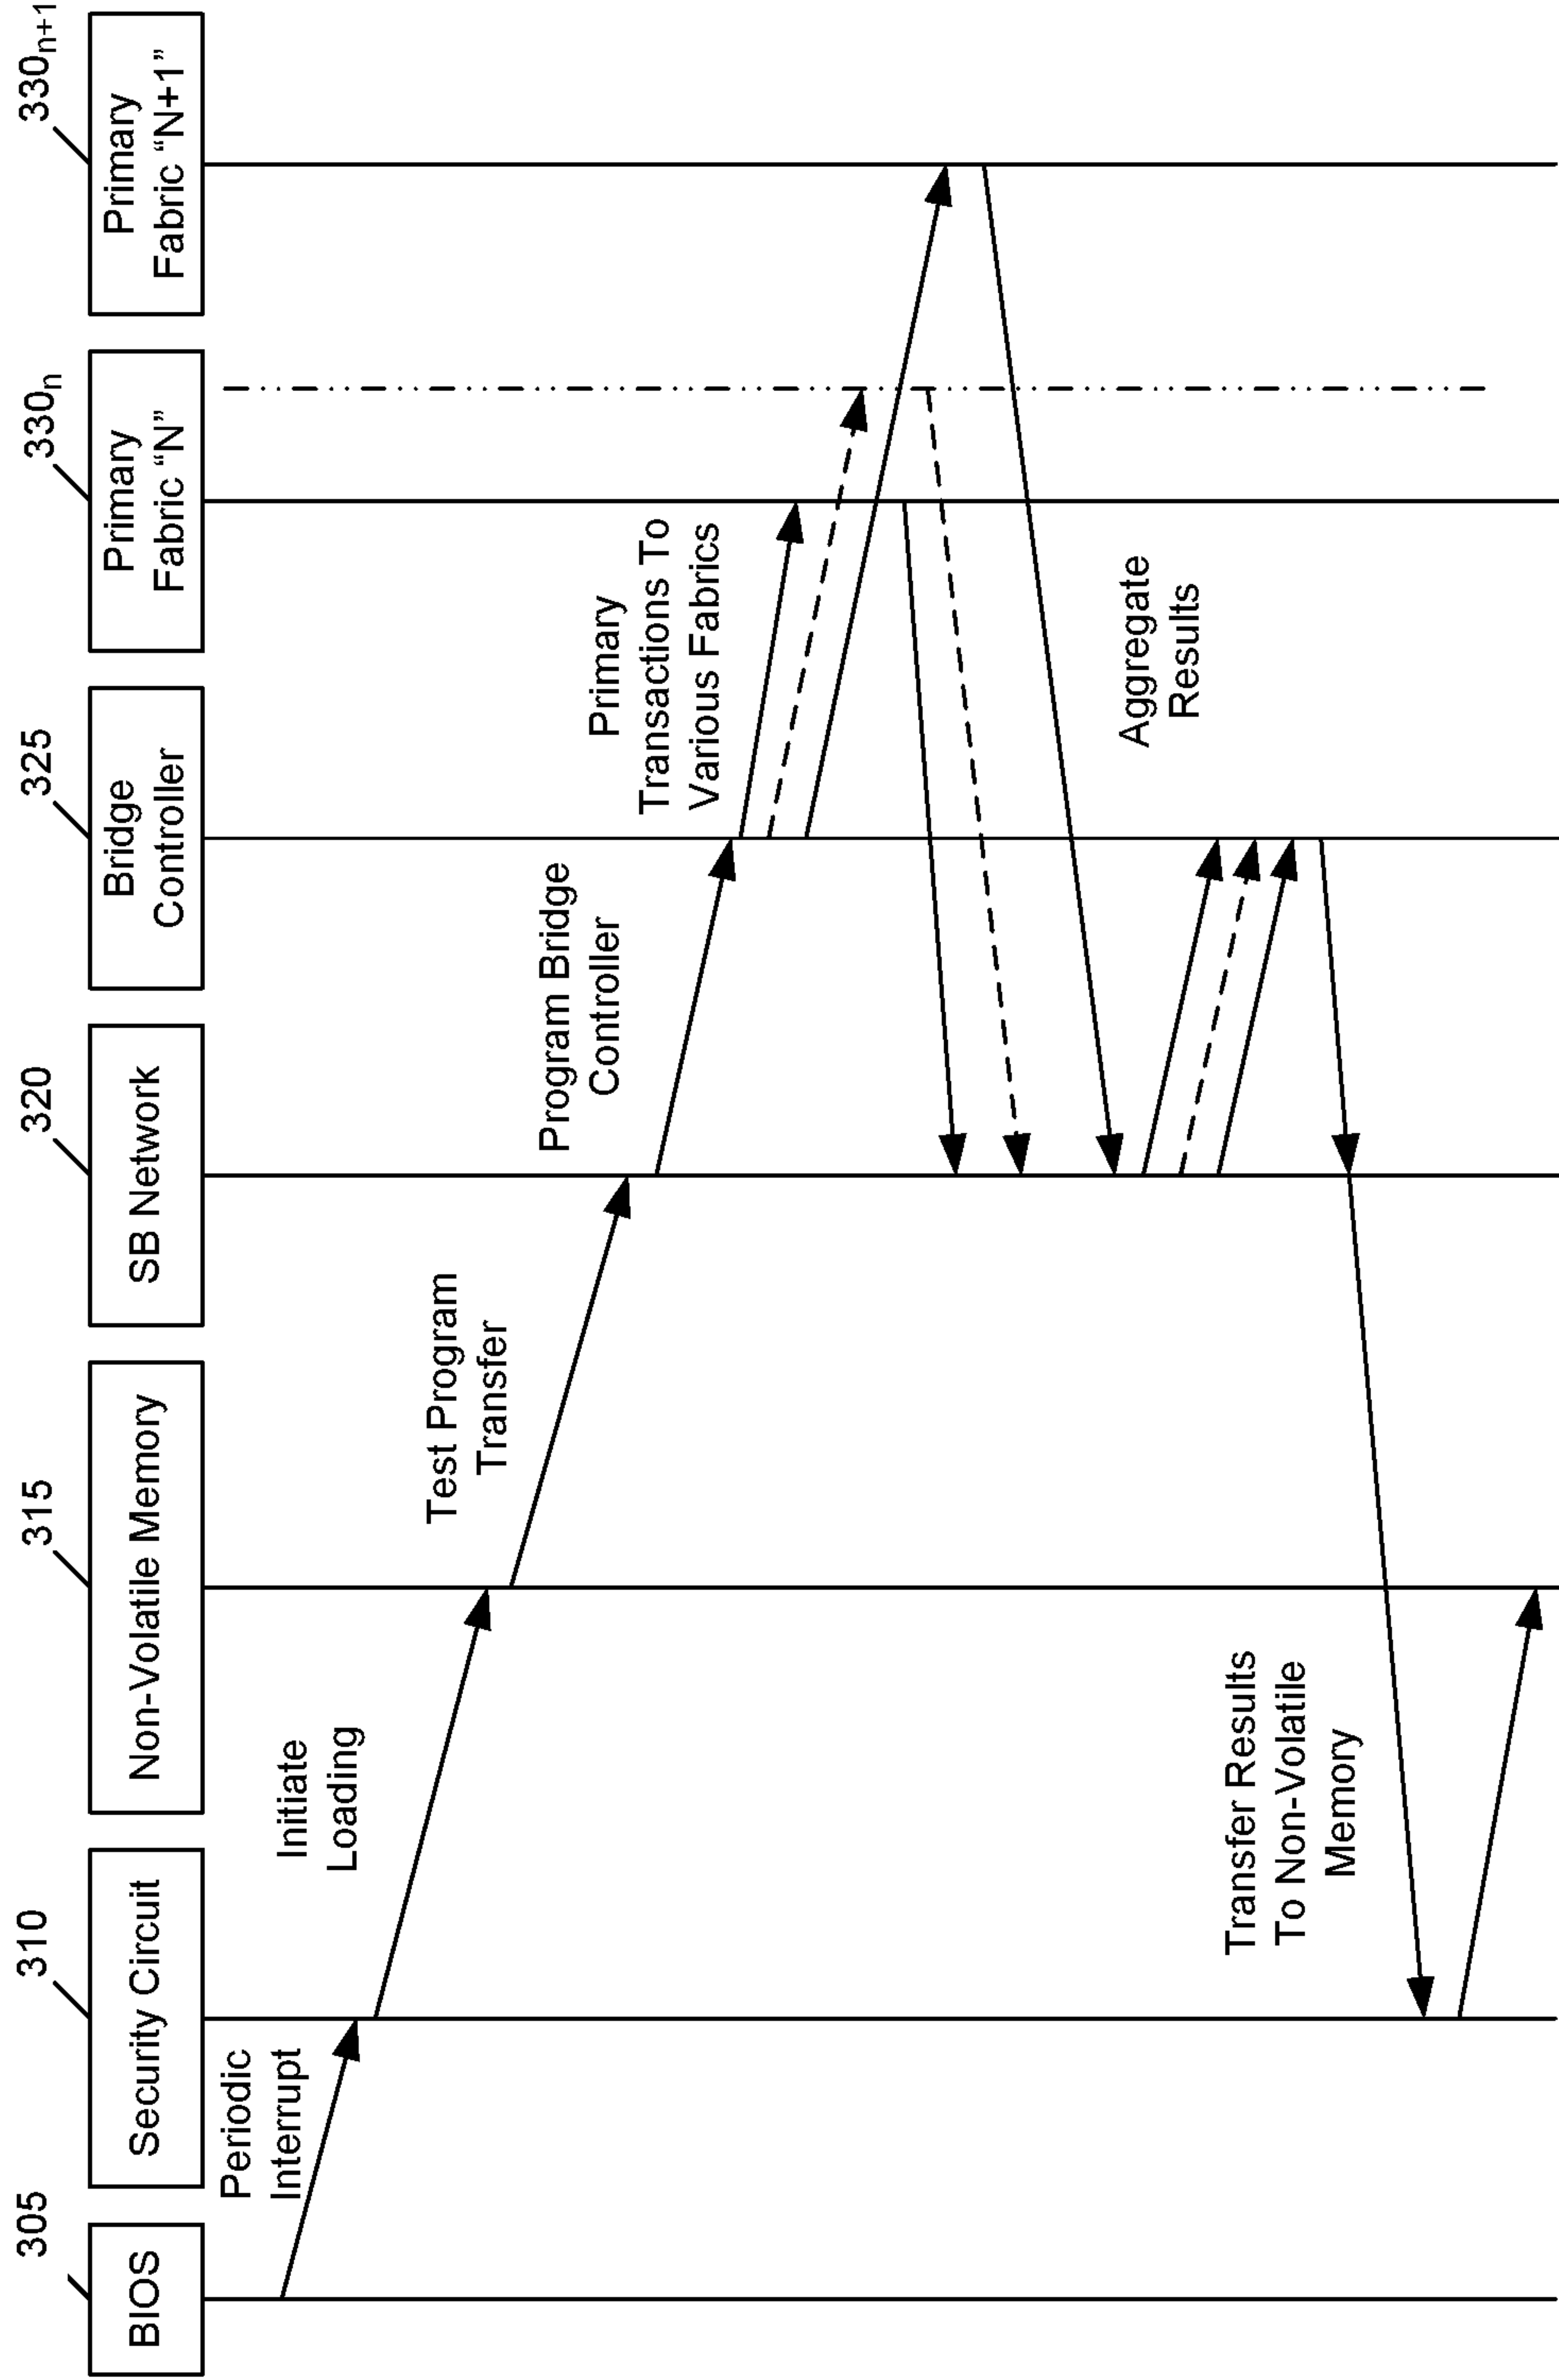 305
310
315
320
325
330n
330n+1
BIOS
Security Circuit
Non-Volatile Memory
SB Network
Bridge
Controller
Primary
Fabric “N”
Primary
Fabric “N+1”
Periodic
Interrupt
Initiate
Loading
Test Program
Transfer
Program Bridge
Controller
Primary
Transactions To
Various Fabrics
Aggregate
Results
Transfer Results
To Non-Volatile
Memory